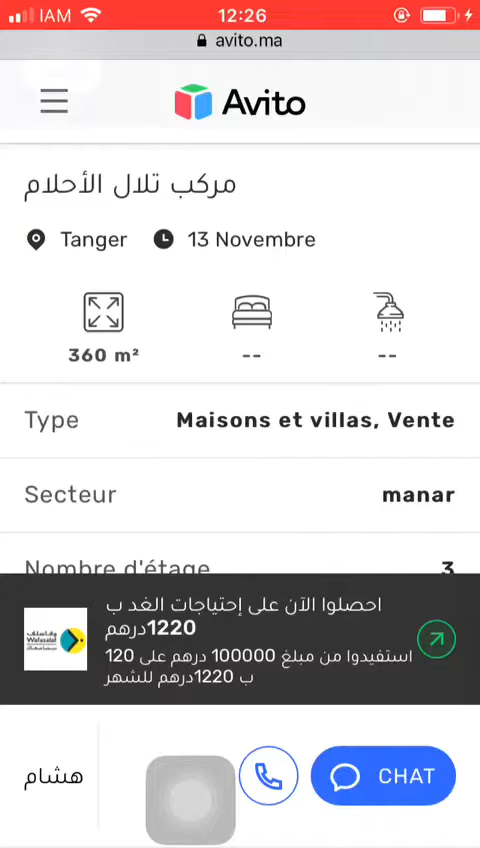 IAM 12:26
avito.ma
Avito
مركب تلال الأحلام
Tanger 13 Novembre
360 m² -- --
Type Maisons et villas, Vente
Secteur manar
Nombre d'étage 3
احصلوا الآن على إحتياجات الغد ب
1220درهم
استفيدوا من مبلغ 100000 درهم على 120
ب 1220درهم للشهر
وفاسلف
Wafasalaf
هشام
CHAT